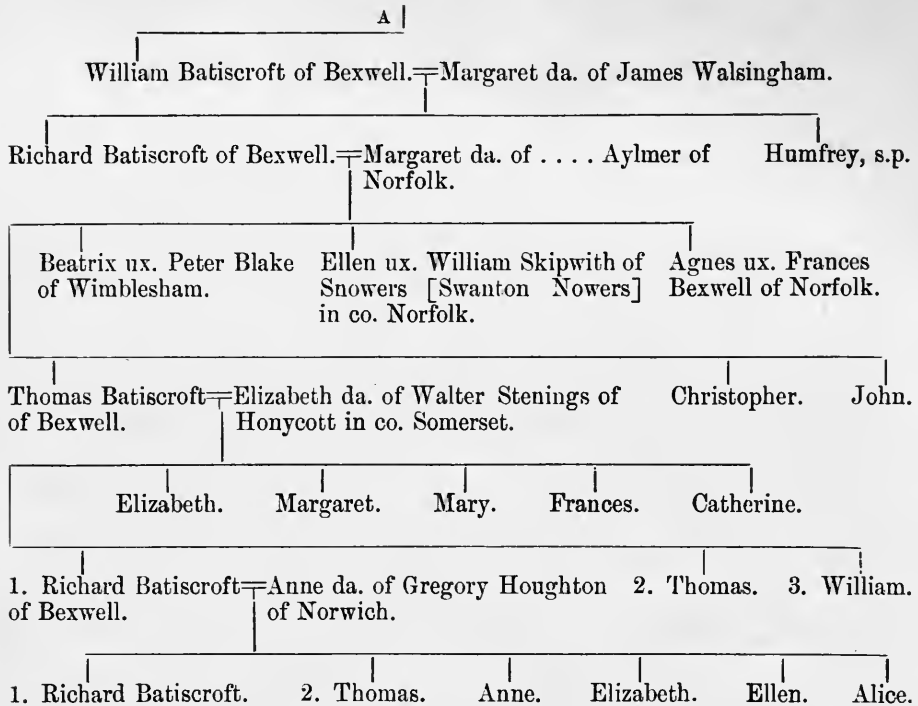 A
William Batiscroft of Bexwell.=Margaret da. of James Walsingham.
Richard Batiscroft of Bexwell.=Margaret da. of .... Aylmer of Norfolk. Humfrey, s.p.
Beatrix ux. Peter Blake of Wimblesham.
Ellen ux. William Skipwith of Snowers [Swanton Nowers] in co. Norfolk.
Agnes ux. Frances Bexwell of Norfolk.
Thomas Batiscroft of Bexwell.=Elizabeth da. of Walter Stenings of Honycott in co. Somerset.
Christopher. John.
Elizabeth. Margaret. Mary. Frances. Catherine.
1. Richard Batiscroft of Bexwell.=Anne da. of Gregory Houghton of Norwich.
2. Thomas. 3. William.
1. Richard Batiscroft. 2. Thomas. Anne. Elizabeth. Ellen. Alice.